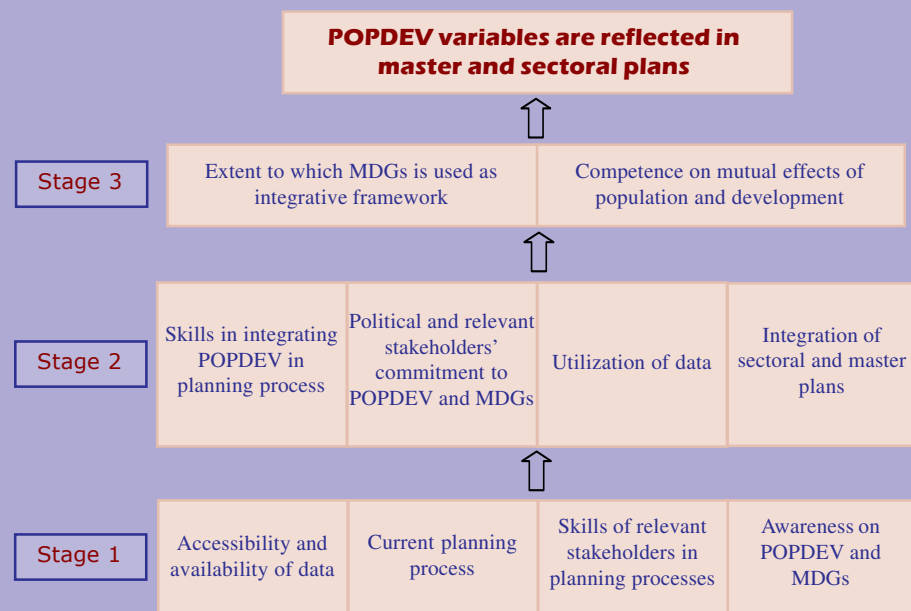 POPDEV variables are reflected in
master and sectoral plans
Stage 3
Extent to which MDGs is used as
integrative framework
Competence on mutual effects of
population and development
Stage 2
Skills in integrating
POPDEV in
planning process
Political and relevant
stakeholders’
commitment to
POPDEV and MDGs
Utilization of data
Integration of
sectoral and master
plans
Stage 1
Accessibility and
availability of data
Current planning
process
Skills of relevant
stakeholders in
planning processes
Awareness on
POPDEV and
MDGs